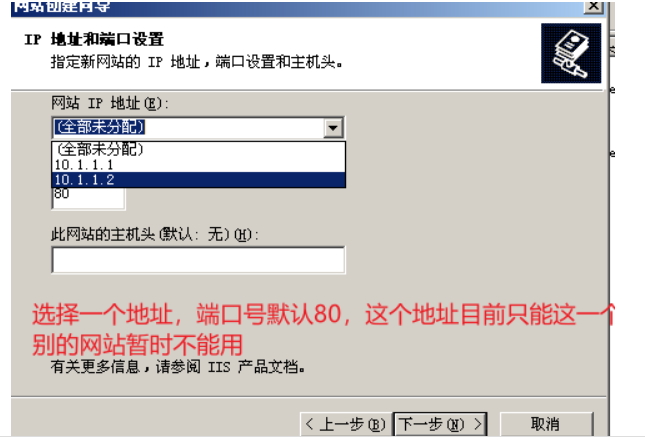 网站创建向导
IP 地址和端口设置
指定新网站的 IP 地址，端口设置和主机头。
网站 IP 地址(E):
(全部未分配)
(全部未分配)
10.1.1.1
10.1.1.2
80
此网站的主机头(默认: 无)(H):
选择一个地址，端口号默认80，这个地址目前只能这一个
别的网站暂时不能用
有关更多信息，请参阅 IIS 产品文档。
< 上一步(B) 下一步(N) > 取消